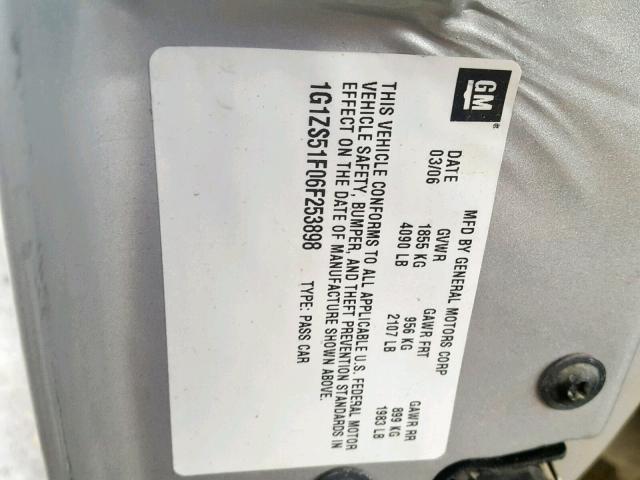 GM
MFD BY GENERAL MOTORS CORP
DATE GVWR GAWR FRT GAWR RR
03/06 1855 KG 956 KG 899 KG
4090 LB 2107 LB 1983 LB
THIS VEHICLE CONFORMS TO ALL APPLICABLE U.S. FEDERAL MOTOR
VEHICLE SAFETY, BUMPER, AND THEFT PREVENTION STANDARDS IN
EFFECT ON THE DATE OF MANUFACTURE SHOWN ABOVE.
1G1ZS51F06F253898 TYPE: PASS CAR